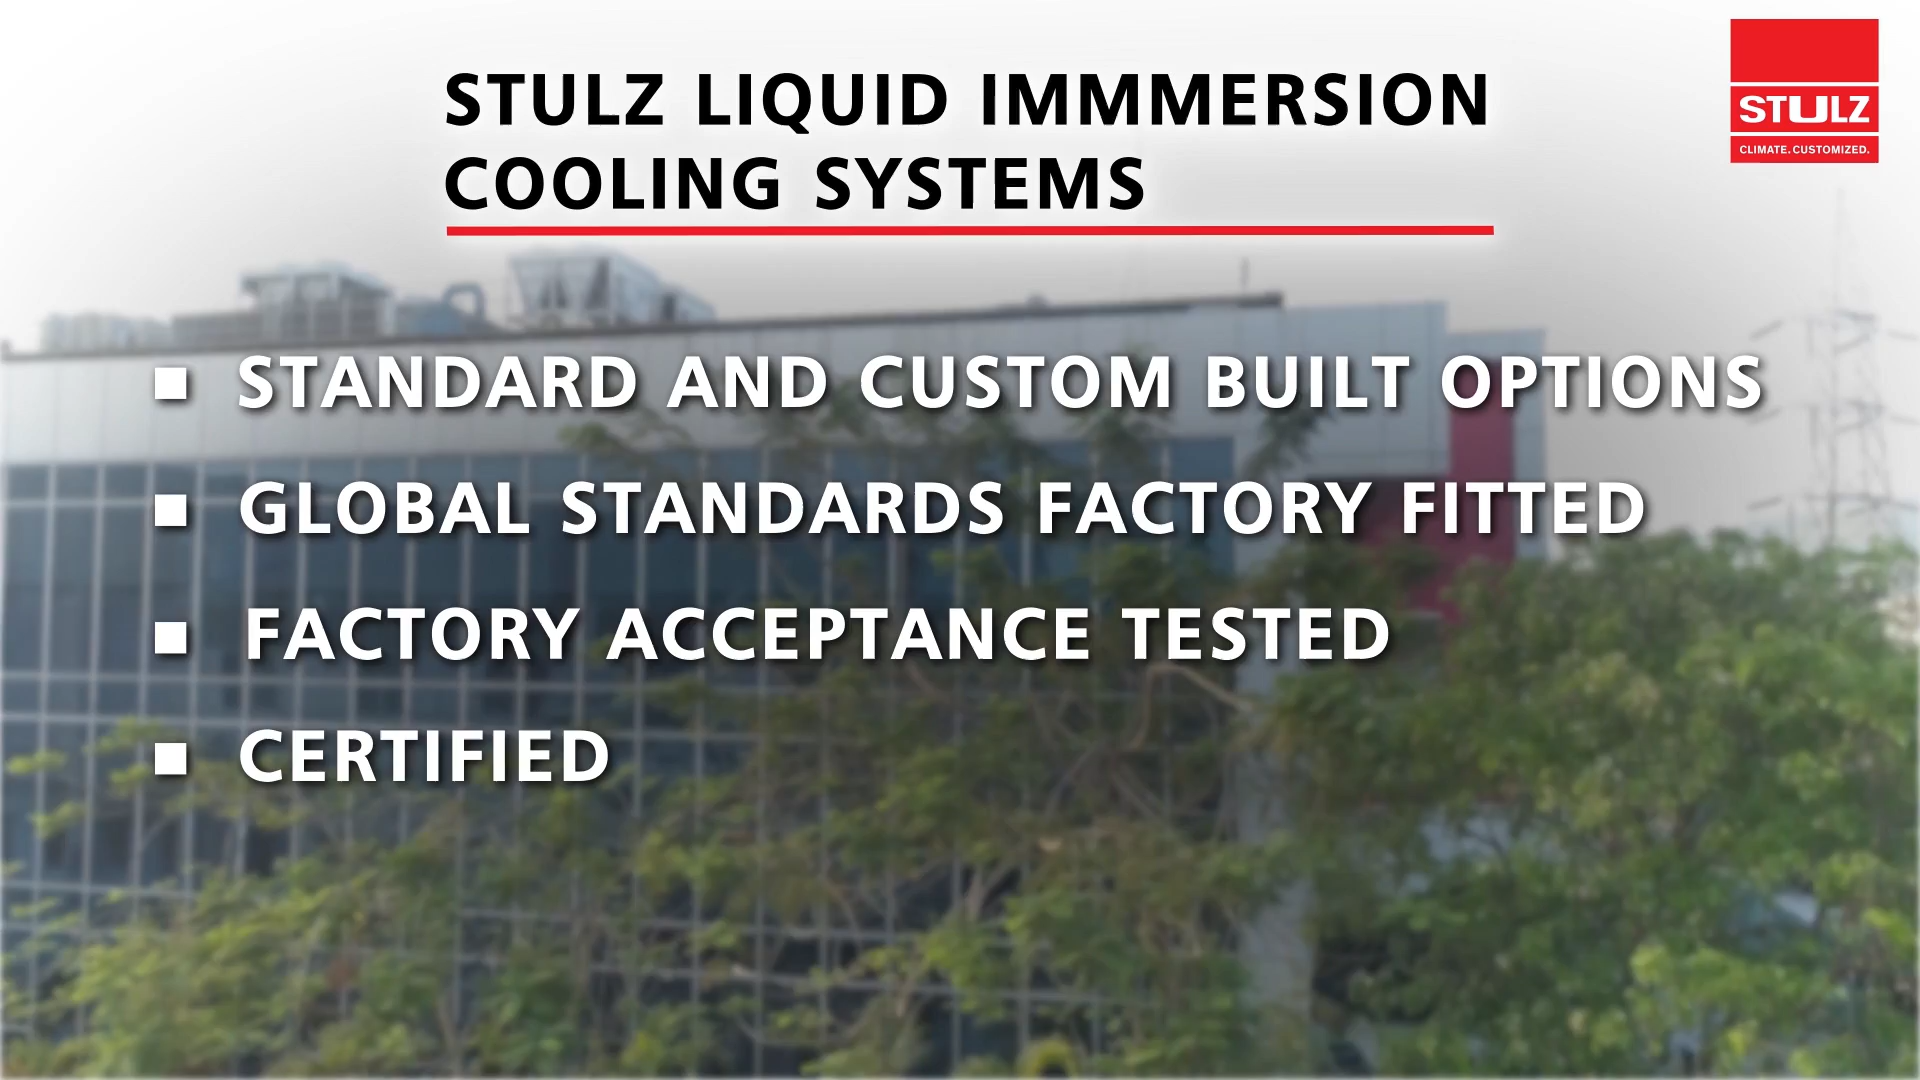 STULZ LIQUID IMMMERSION
COOLING SYSTEMS
STULZ
CLIMATE. CUSTOMIZED.
▪ STANDARD AND CUSTOM BUILT OPTIONS
▪ GLOBAL STANDARDS FACTORY FITTED
▪ FACTORY ACCEPTANCE TESTED
▪ CERTIFIED